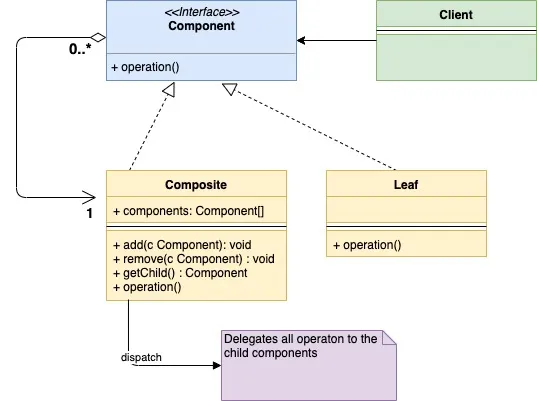 <<Interface>>
Component
+ operation()
Client
0..*
1
Composite
+ components: Component[]
+ add(c Component): void
+ remove(c Component) : void
+ getChild() : Component
+ operation()
Leaf
+ operation()
dispatch
Delegates all operaton to the
child components